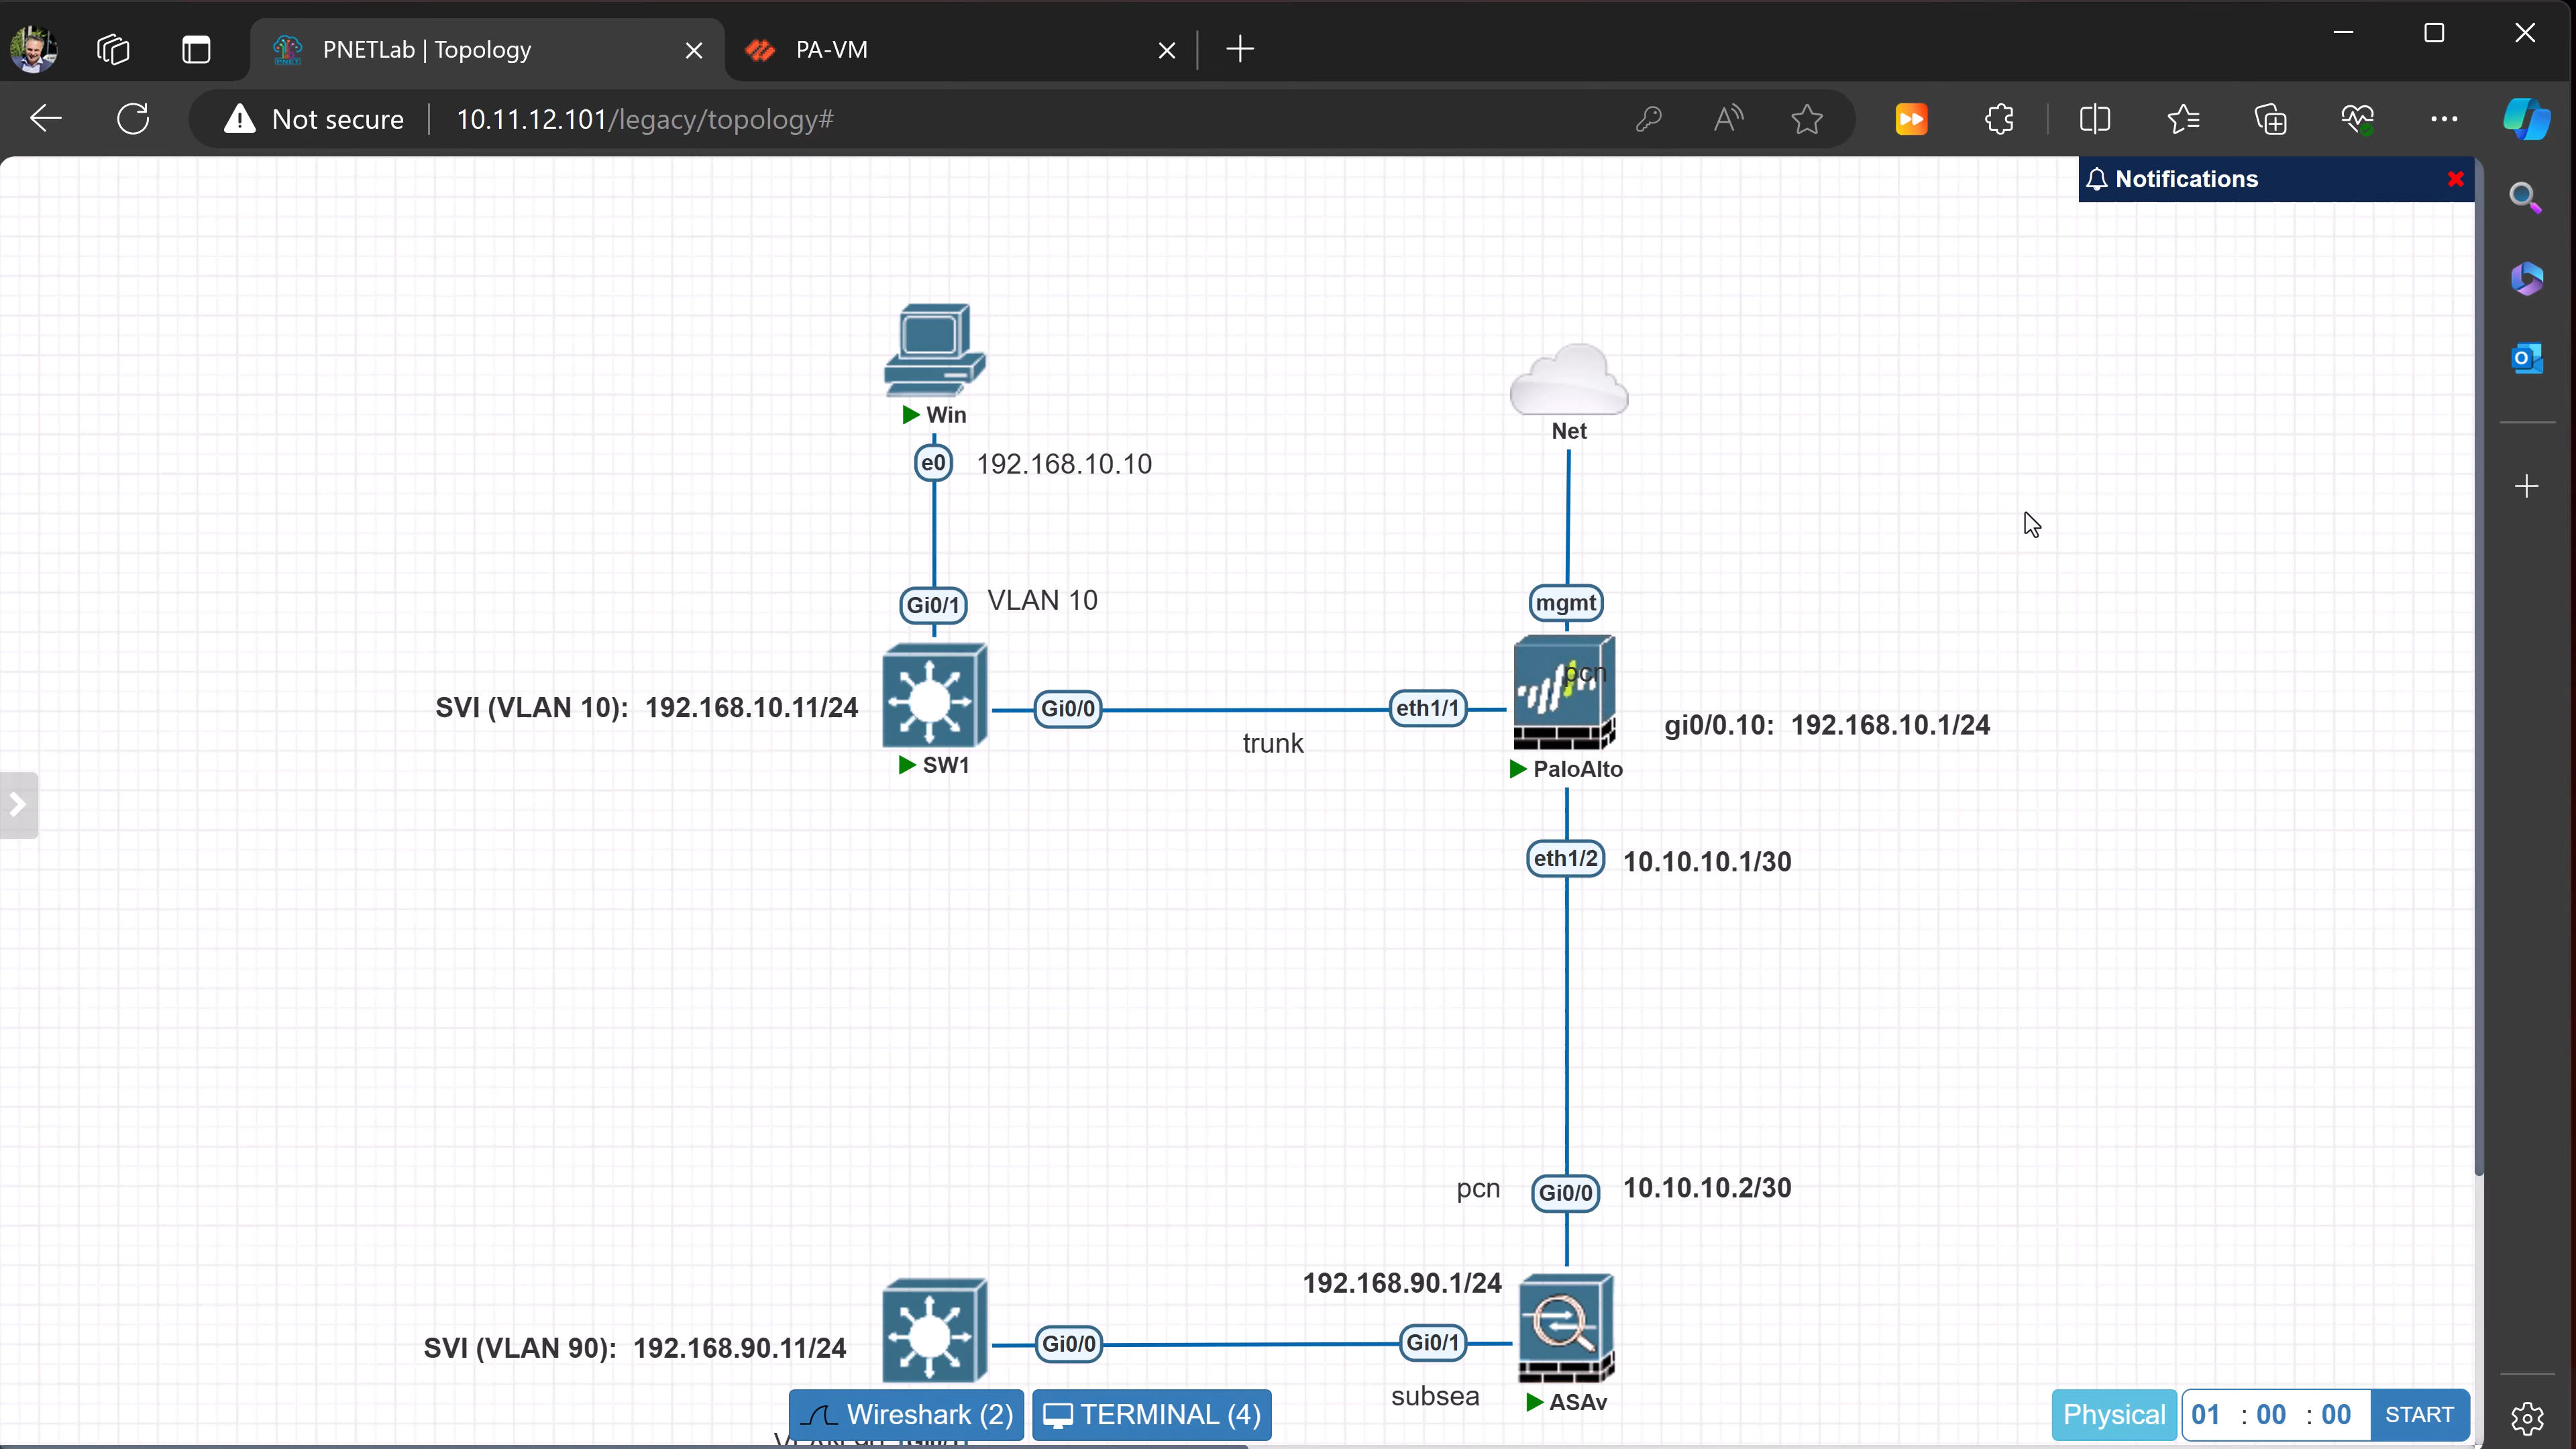 PNETLab | Topology
PA-VM
Not secure
10.11.12.101/legacy/topology#
Notifications
Win
Net
e0
192.168.10.10
Gi0/1
VLAN 10
mgmt
pcn
SVI (VLAN 10): 192.168.10.11/24
Gi0/0
eth1/1
gi0/0.10: 192.168.10.1/24
trunk
SW1
PaloAlto
eth1/2
10.10.10.1/30
pcn
Gi0/0
10.10.10.2/30
192.168.90.1/24
SVI (VLAN 90): 192.168.90.11/24
Gi0/0
Gi0/1
subsea
ASAv
Wireshark (2)
TERMINAL (4)
Physical
01 : 00 : 00
START